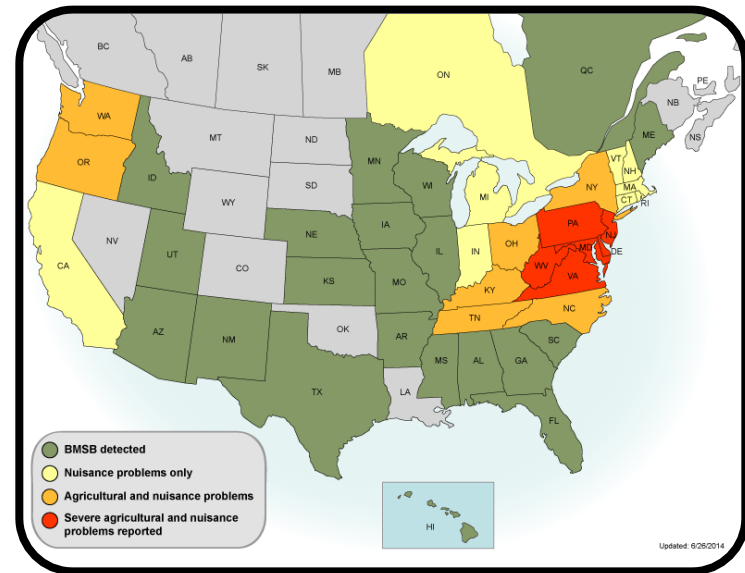 BC
AB
SK
MB
ON
QC
PE
NB
NS
WA
MT
ND
MN
ME
VT
NH
OR
ID
SD
WI
MI
NY
MA
CT
RI
WY
NE
IA
PA
NJ
NV
UT
CO
IL
IN
OH
MD
DE
WV
VA
CA
KS
MO
KY
NC
TN
AZ
NM
OK
AR
SC
MS
AL
GA
TX
LA
FL
BMSB detected
Nuisance problems only
Agricultural and nuisance problems
Severe agricultural and nuisance
problems reported
HI
Updated: 6/26/2014